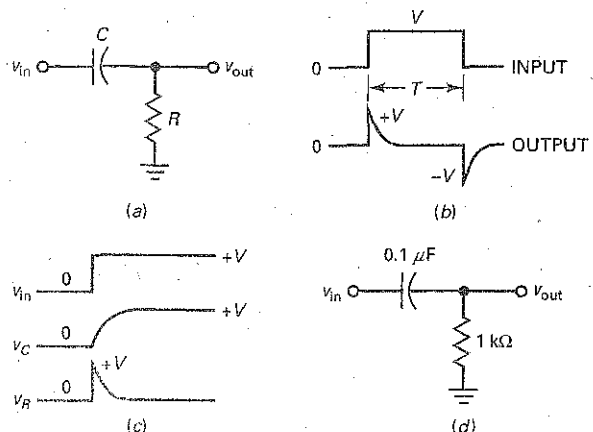 C
v_in
v_out
R
(a)
V
0
INPUT
T
+V
0
OUTPUT
−V
(b)
0
+V
v_in
0
+V
v_C
+V
0
v_R
(c)
0.1 μF
v_in
v_out
1 kΩ
(d)